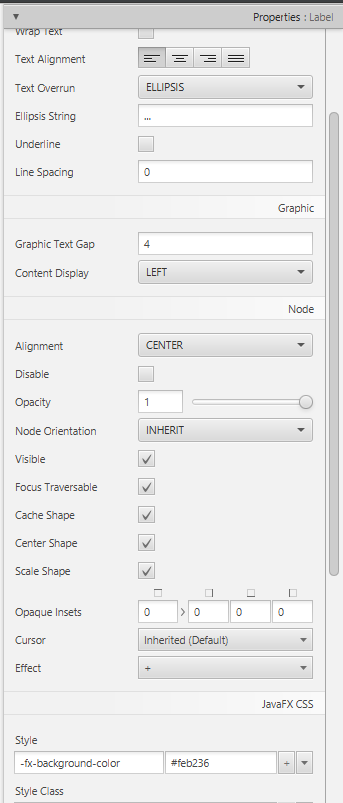 Properties : Label
Wrap Text
Text Alignment
Text Overrun ELLIPSIS
Ellipsis String ...
Underline
Line Spacing 0
Graphic
Graphic Text Gap 4
Content Display LEFT
Node
Alignment CENTER
Disable
Opacity 1
Node Orientation INHERIT
Visible
Focus Traversable
Cache Shape
Center Shape
Scale Shape
Opaque Insets 0 > 0 0 0
Cursor Inherited (Default)
Effect +
JavaFX CSS
Style
-fx-background-color #feb236 +
Style Class